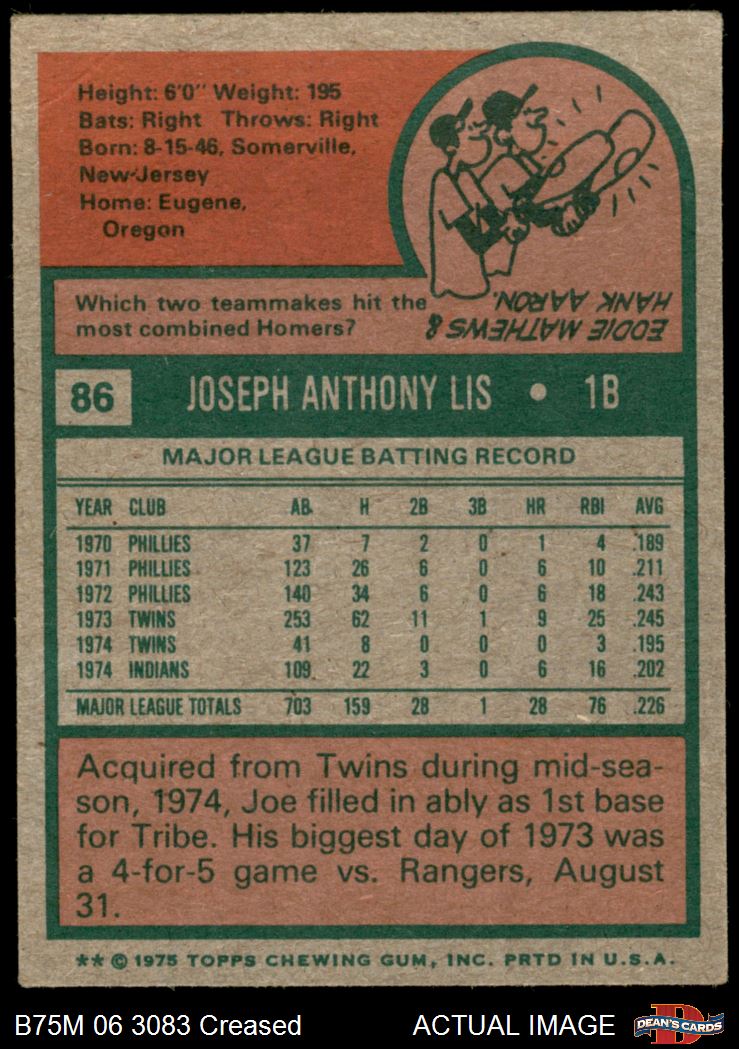 Height: 6'0" Weight: 195
Bats: Right Throws: Right
Born: 8-15-46, Somerville,
New Jersey
Home: Eugene,
Oregon
Which two teammakes hit the
most combined Homers?
EDDIE MATHEWS &
HANK AARON.
86 JOSEPH ANTHONY LIS • 1B
MAJOR LEAGUE BATTING RECORD
YEAR CLUB AB H 2B 3B HR RBI AVG
1970 PHILLIES 37 7 2 0 1 4 .189
1971 PHILLIES 123 26 6 0 6 10 .211
1972 PHILLIES 140 34 6 0 6 18 .243
1973 TWINS 253 62 11 1 9 25 .245
1974 TWINS 41 8 0 0 0 3 .195
1974 INDIANS 109 22 3 0 6 16 .202
MAJOR LEAGUE TOTALS 703 159 28 1 28 76 .226
Acquired from Twins during mid-sea-
son, 1974, Joe filled in ably as 1st base
for Tribe. His biggest day of 1973 was
a 4-for-5 game vs. Rangers, August
31.
** © 1975 TOPPS CHEWING GUM, INC. PRTD IN U.S.A.
B75M 06 3083 Creased ACTUAL IMAGE DEAN'S CARDS